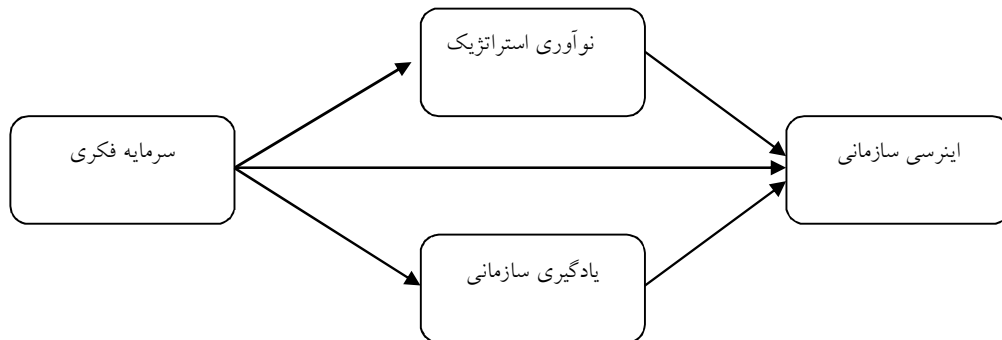 نوآوری استراتژیک
سرمایه فکری
اینرسی سازمانی
یادگیری سازمانی